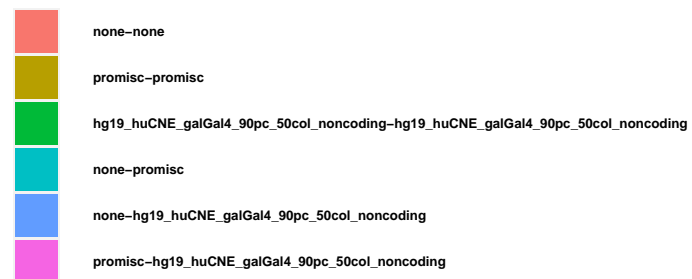 none−none
promisc−promisc
hg19_huCNE_galGal4_90pc_50col_noncoding−hg19_huCNE_galGal4_90pc_50col_noncoding
none−promisc
none−hg19_huCNE_galGal4_90pc_50col_noncoding
promisc−hg19_huCNE_galGal4_90pc_50col_noncoding